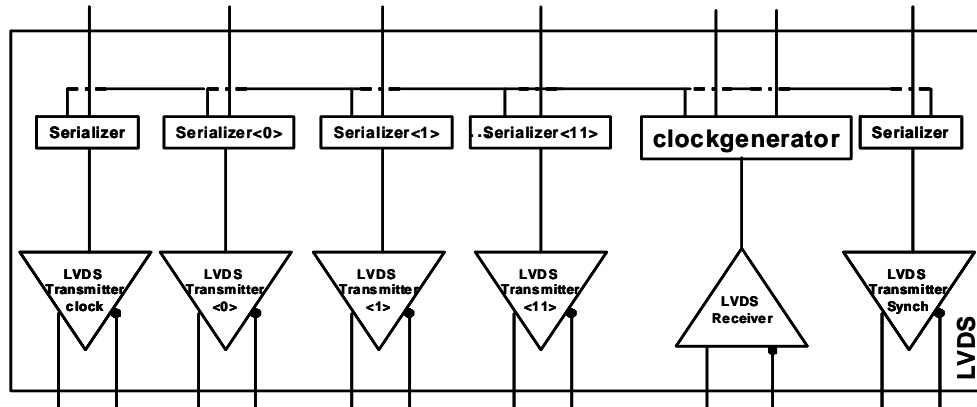 Serializer
Serializer<0>
Serializer<1>
..Serializer<11>
clockgenerator
Serializer
LVDS
Transmitter
clock
LVDS
Transmitter
<0>
LVDS
Transmitter
<1>
LVDS
Transmitter
<11>
LVDS
Receiver
LVDS
Transmitter
Synch
LVDS